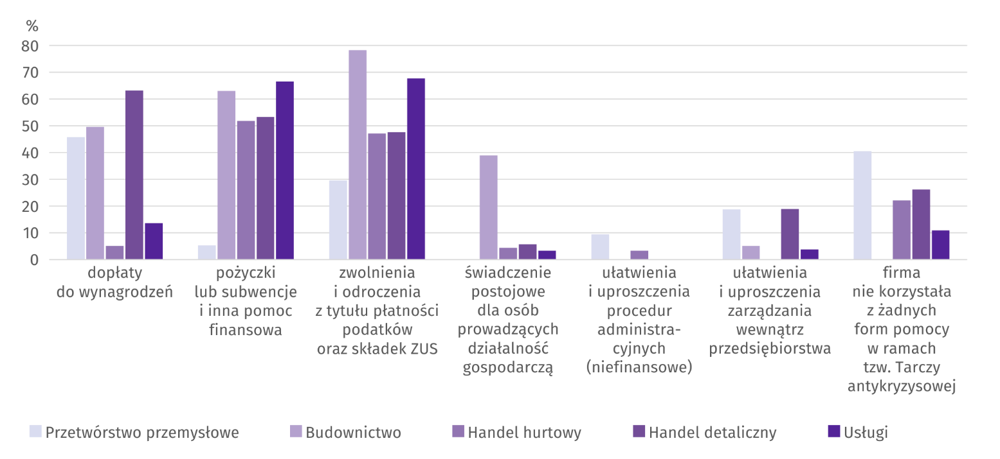 %
80
70
60
50
40
30
20
10
0
dopłaty
do wynagrodzeń
pożyczki
lub subwencje
i inna pomoc
finansowa
zwolnienia
i odroczenia
z tytułu płatności
podatków
oraz składek ZUS
świadczenie
postojowe
dla osób
prowadzących
działalność
gospodarczą
ułatwienia
i uproszczenia
procedur
administra-
cyjnych
(niefinansowe)
ułatwienia
i uproszczenia
zarządzania
wewnątrz
przedsiębiorstwa
firma
nie korzystała
z żadnych
form pomocy
w ramach
tzw. Tarczy
antykryzysowej
Przetwórstwo przemysłowe
Budownictwo
Handel hurtowy
Handel detaliczny
Usługi